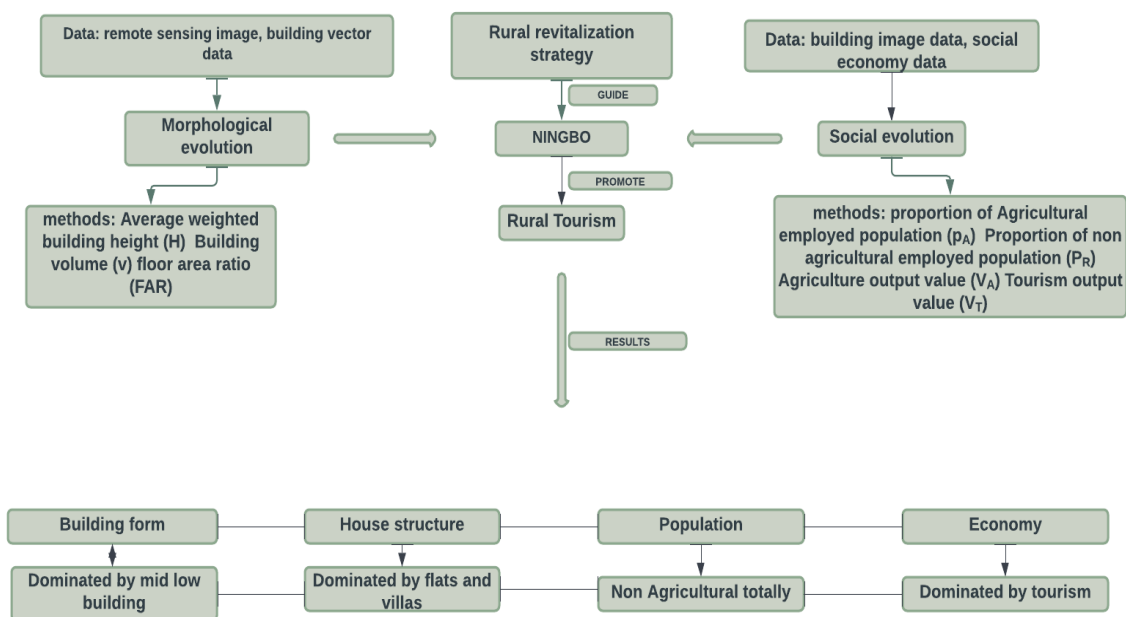 Data: remote sensing image, building vector
data
Rural revitalization
strategy
Data: building image data, social
economy data
GUIDE
Morphological
evolution
NINGBO
Social evolution
PROMOTE
methods: Average weighted
building height (H)  Building
volume (v) floor area ratio
(FAR)
Rural Tourism
methods: proportion of Agricultural
employed population (pA)  Proportion of non
agricultural employed population (PR)
Agriculture output value (VA) Tourism output
value (VT)
RESULTS
Building form
House structure
Population
Economy
Dominated by mid low
building
Dominated by flats and
villas
Non Agricultural totally
Dominated by tourism